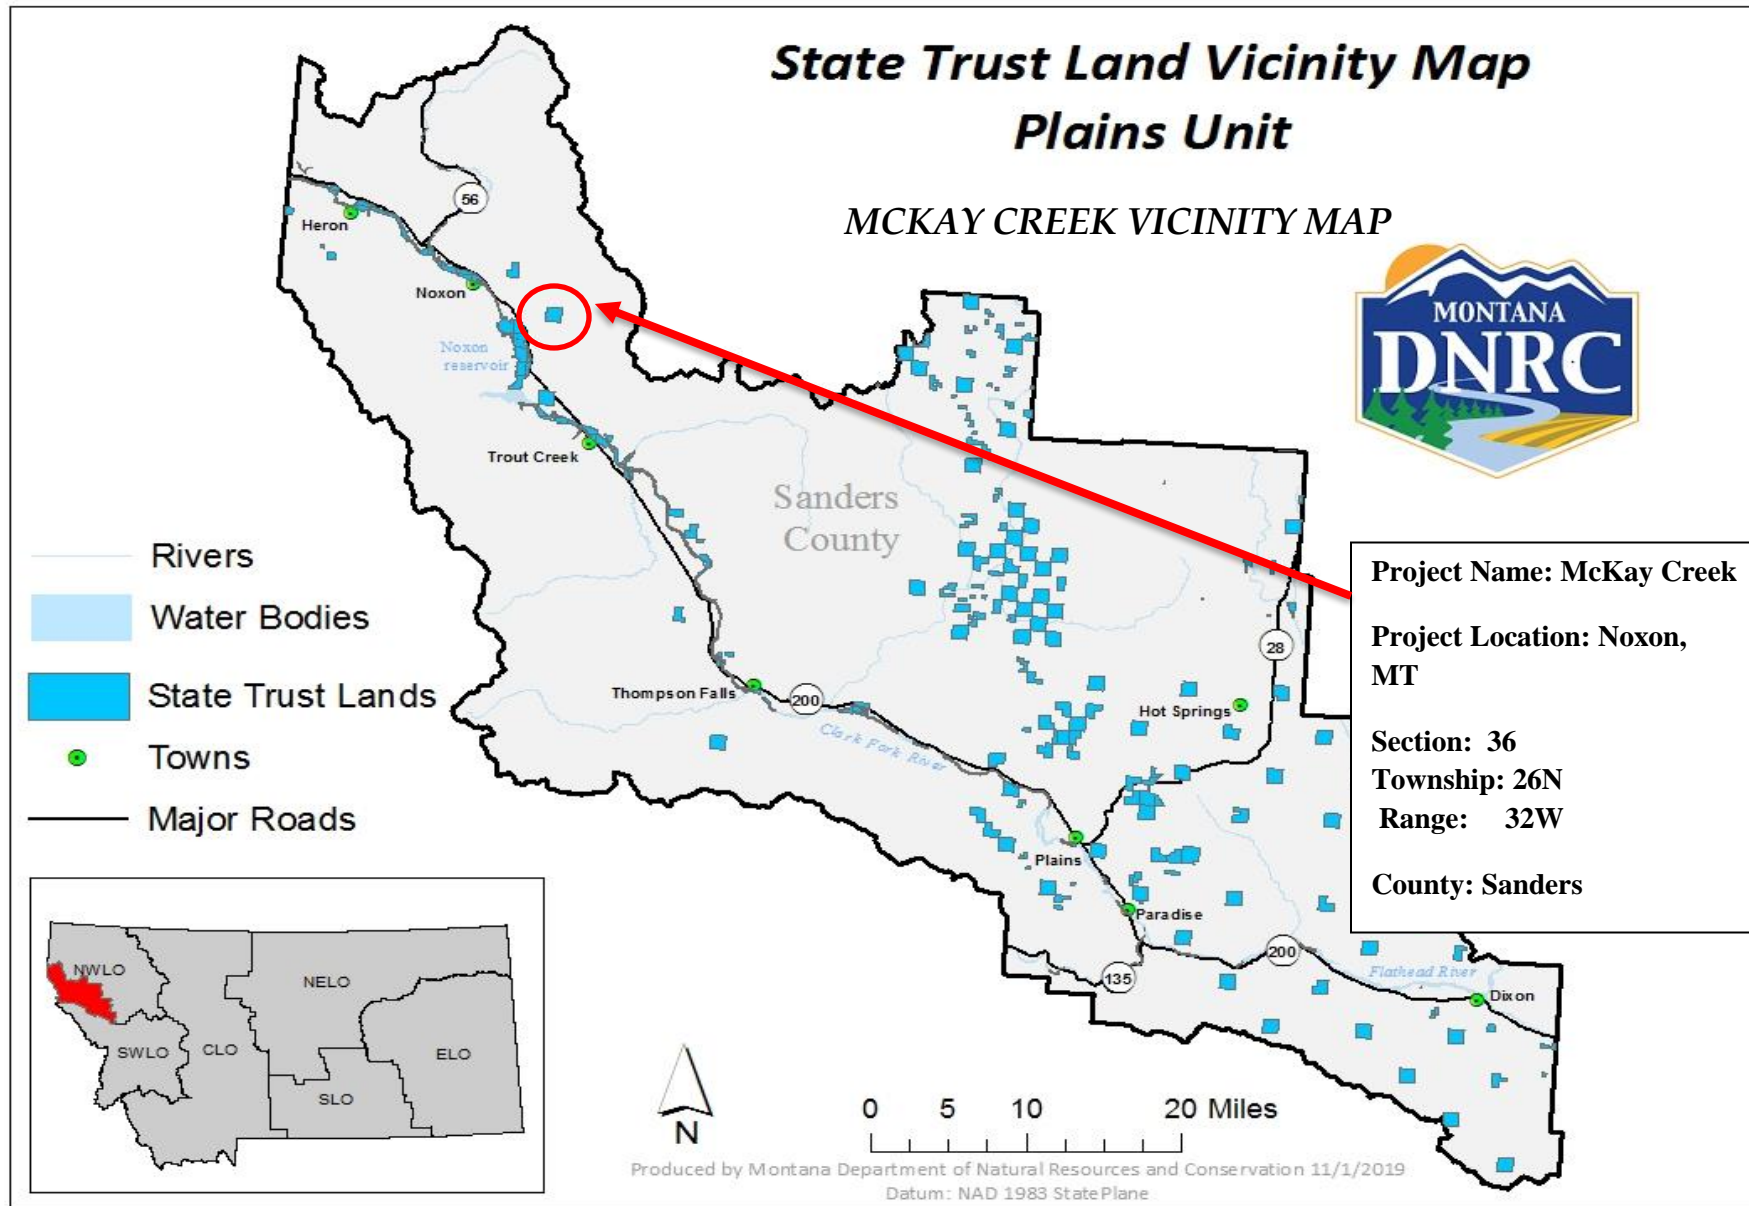 State Trust Land Vicinity Map
Plains Unit
MCKAY CREEK VICINITY MAP
MONTANA
DNRC
56
Heron
Noxon
Noxon
reservoir
Trout Creek
Sanders
County
Rivers
Water Bodies
State Trust Lands
Towns
Major Roads
Thompson Falls
200
Clark Fork River
28
Hot Springs
Plains
Paradise
135
200
Flathead River
Dixon
Project Name: McKay Creek
Project Location: Noxon,
MT
Section: 36
Township: 26N
Range: 32W
County: Sanders
NWLO
SWLO
CLO
NELO
SLO
ELO
N
0 5 10 20 Miles
Produced by Montana Department of Natural Resources and Conservation 11/1/2019
Datum: NAD 1983 StatePlane